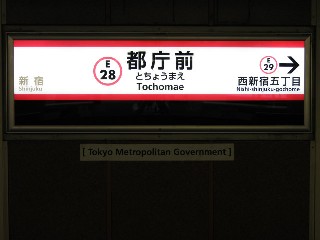 E
28
都庁前
とちょうまえ
Tochomae
新宿
Shinjuku
E
29
西新宿五丁目
Nishi-shinjuku-gochome
[ Tokyo Metropolitan Government ]